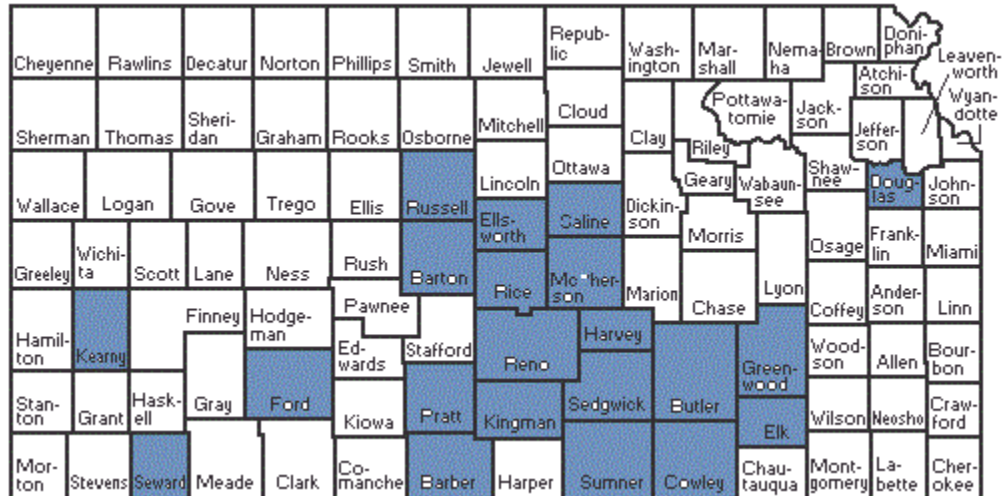 Cheyenne
Rawlins
Decatur
Norton
Phillips
Smith
Jewell
Repub-
lic
Wash-
ington
Mar-
shall
Nema-
ha
Brown
Doni-
phan
Leaven-
worth
Atchi-
son
Wyan-
dotte
Sherman
Thomas
Sheri-
dan
Graham
Rooks
Osborne
Mitchell
Cloud
Clay
Riley
Pottawa-
tomie
Jack-
son
Jeffer-
son
Wallace
Logan
Gove
Trego
Ellis
Russell
Lincoln
Ottawa
Geary
Wabaun-
see
Shaw-
nee
Doug-
las
John-
son
Ells-
worth
Saline
Dickin-
son
Morris
Osage
Frank-
lin
Miami
Greeley
Wichi-
ta
Scott
Lane
Ness
Rush
Barton
Rice
McPher-
son
Marion
Chase
Lyon
Coffey
Ander-
son
Linn
Hamil-
ton
Kearny
Finney
Hodge-
man
Pawnee
Ed-
wards
Stafford
Reno
Harvey
Green-
wood
Wood-
son
Allen
Bour-
bon
Stan-
ton
Grant
Hask-
ell
Gray
Ford
Kiowa
Pratt
Kingman
Sedgwick
Butler
Elk
Wilson
Neosho
Craw-
ford
Mor-
ton
Stevens
Seward
Meade
Clark
Co-
manche
Barber
Harper
Sumner
Cowley
Chau-
tauqua
Mont-
gomery
La-
bette
Cher-
okee